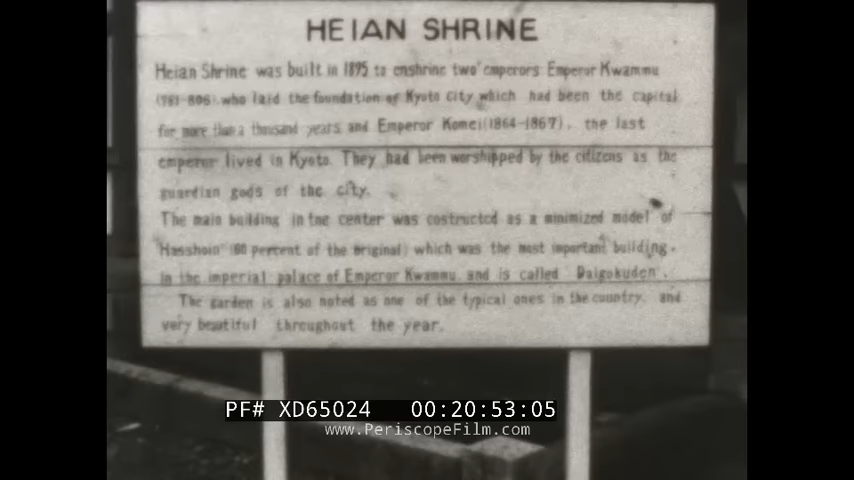 HEIAN SHRINE
Heian Shrine was built in 1895 to enshrine two emperors: Emperor Kwammu
(781-806), who laid the foundation of Kyoto City which had been the capital
for more than a thousand years and Emperor Komei(1864-1867), the last
emperor lived in Kyoto. They had been worshipped by the citizens as the
guardian gods of the city.
The main building in the center was costructed as a minimized model of
"Hasshoin" (60 percent of the original) which was the most important building,
in the imperial palace of Emperor Kwammu, and is called "Daigokuden".
The garden is also noted as one of the typical ones in the country, and
very beautiful throughout the year.
PF# XD65024 00:20:53:05
www.PeriscopeFilm.com